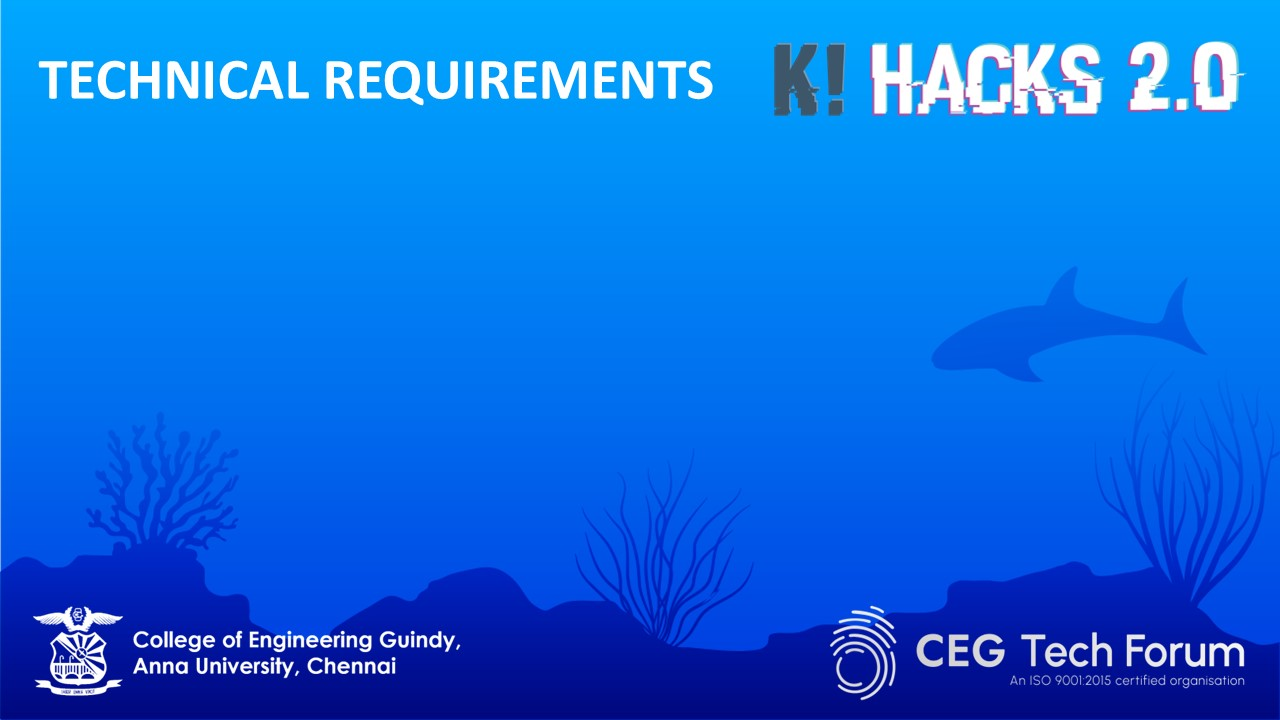 TECHNICAL REQUIREMENTS
K! HACKS 2.0
College of Engineering Guindy,
Anna University, Chennai
CEG Tech Forum
An ISO 9001:2015 certified organisation